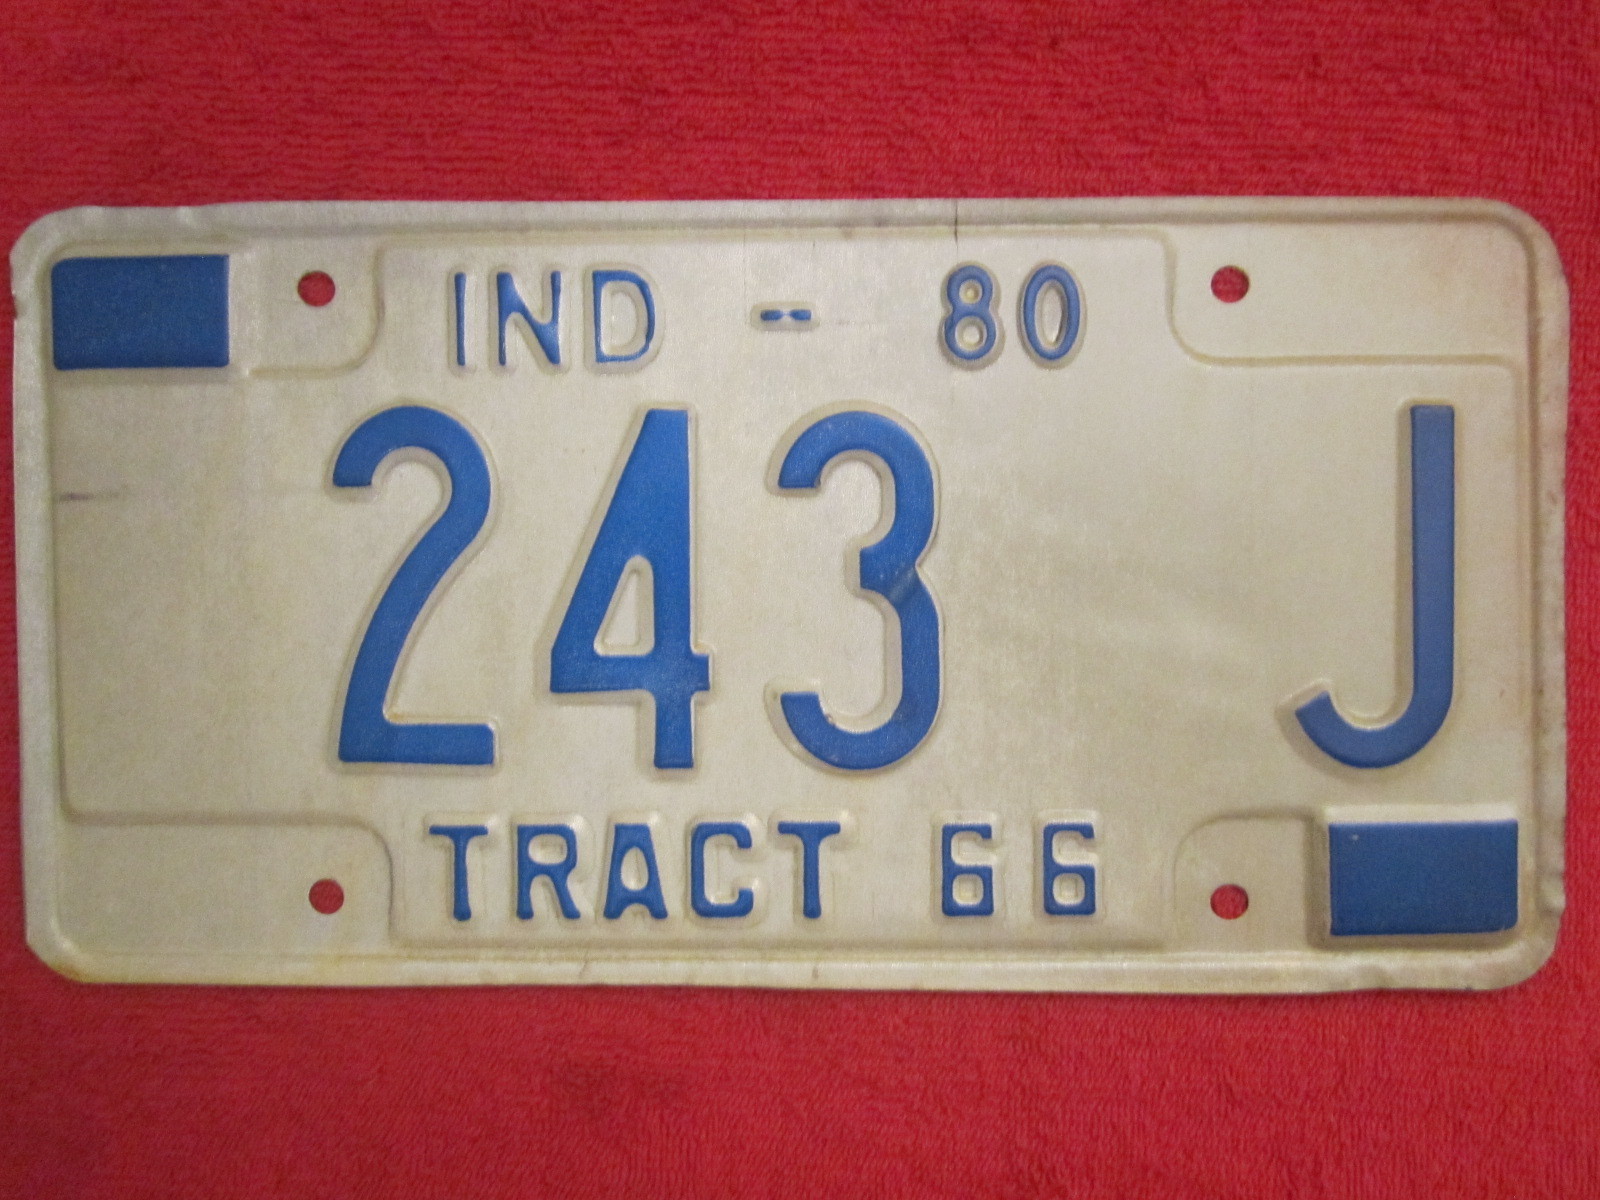 IND - 80
243 J
TRACT 66